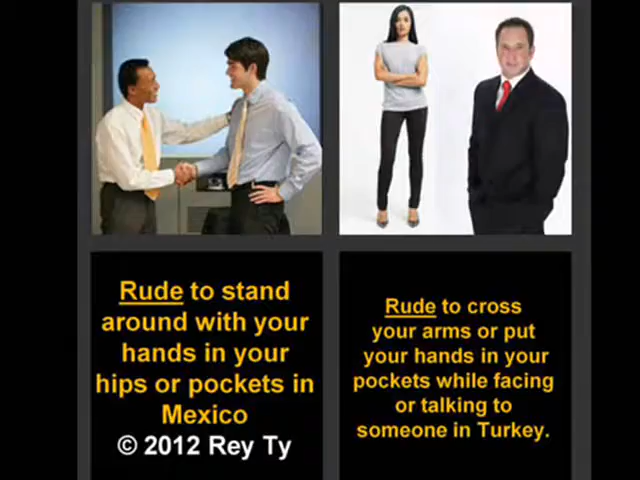 Rude to stand
around with your
hands in your
hips or pockets in
Mexico
© 2012 Rey Ty
Rude to cross
your arms or put
your hands in your
pockets while facing
or talking to
someone in Turkey.